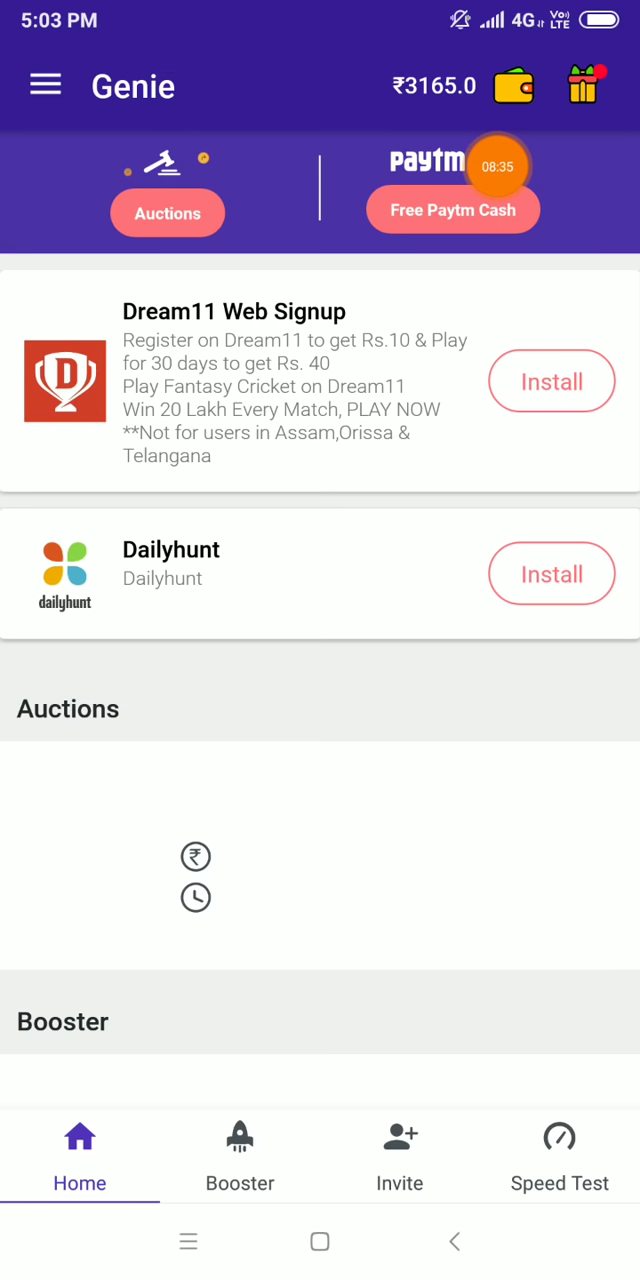 5:03 PM
4G
Vo)
LTE
Genie
₹3165.0
paytm
08:35
Auctions
Free Paytm Cash
Dream11 Web Signup
Register on Dream11 to get Rs.10 & Play
for 30 days to get Rs. 40
Play Fantasy Cricket on Dream11
Win 20 Lakh Every Match, PLAY NOW
**Not for users in Assam,Orissa &
Telangana
D
Install
Dailyhunt
Dailyhunt
dailyhunt
Install
Auctions
₹
Booster
Home
Booster
Invite
Speed Test